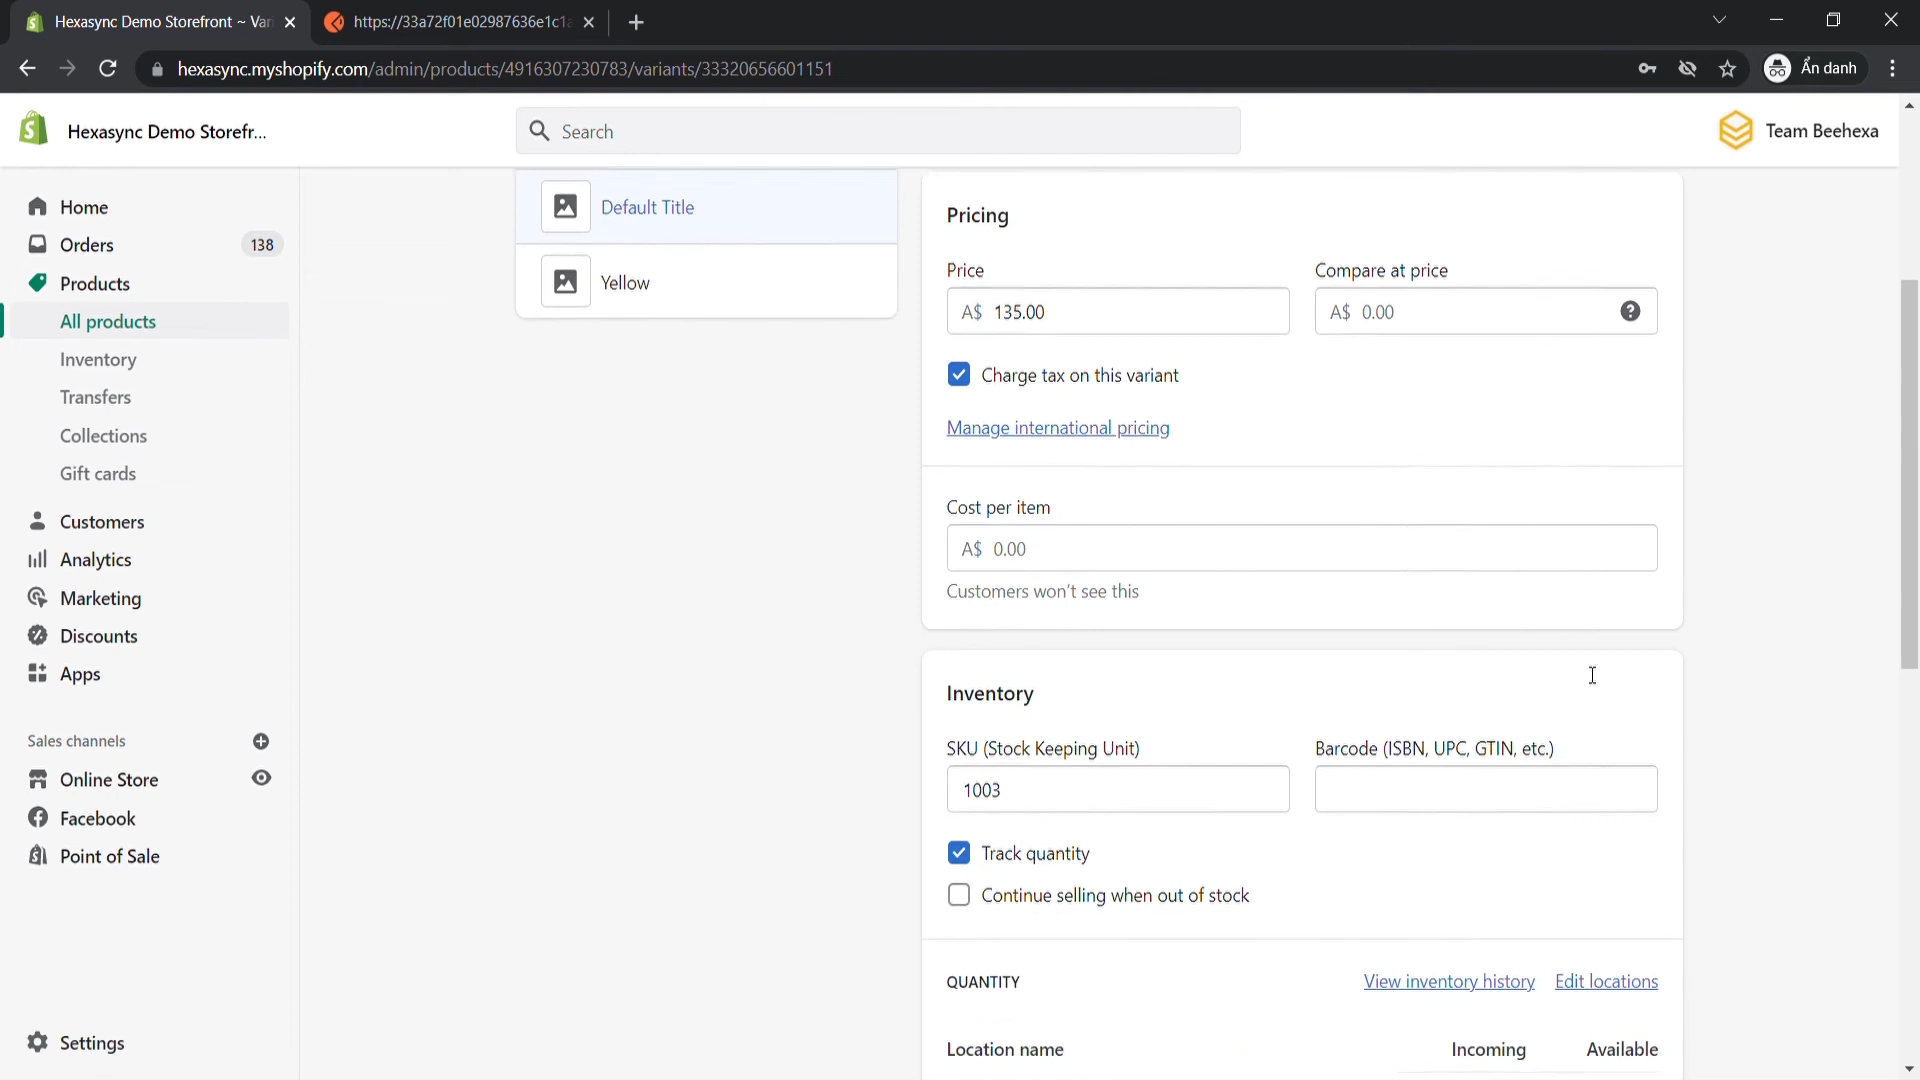 Hexasync Demo Storefront ~ Var
https://33a72f01e02987636e1c1a
hexasync.myshopify.com/admin/products/4916307230783/variants/33320656601151
Ẩn danh
Hexasync Demo Storefr...
Search
Team Beehexa
Home
Orders 138
Products
All products
Inventory
Transfers
Collections
Gift cards
Customers
Analytics
Marketing
Discounts
Apps
Sales channels
Online Store
Facebook
Point of Sale
Settings
Default Title
Yellow
Pricing
Price Compare at price
A$ 135.00 A$ 0.00
Charge tax on this variant
Manage international pricing
Cost per item
A$ 0.00
Customers won't see this
Inventory
SKU (Stock Keeping Unit) Barcode (ISBN, UPC, GTIN, etc.)
1003
Track quantity
Continue selling when out of stock
QUANTITY View inventory history Edit locations
Location name Incoming Available